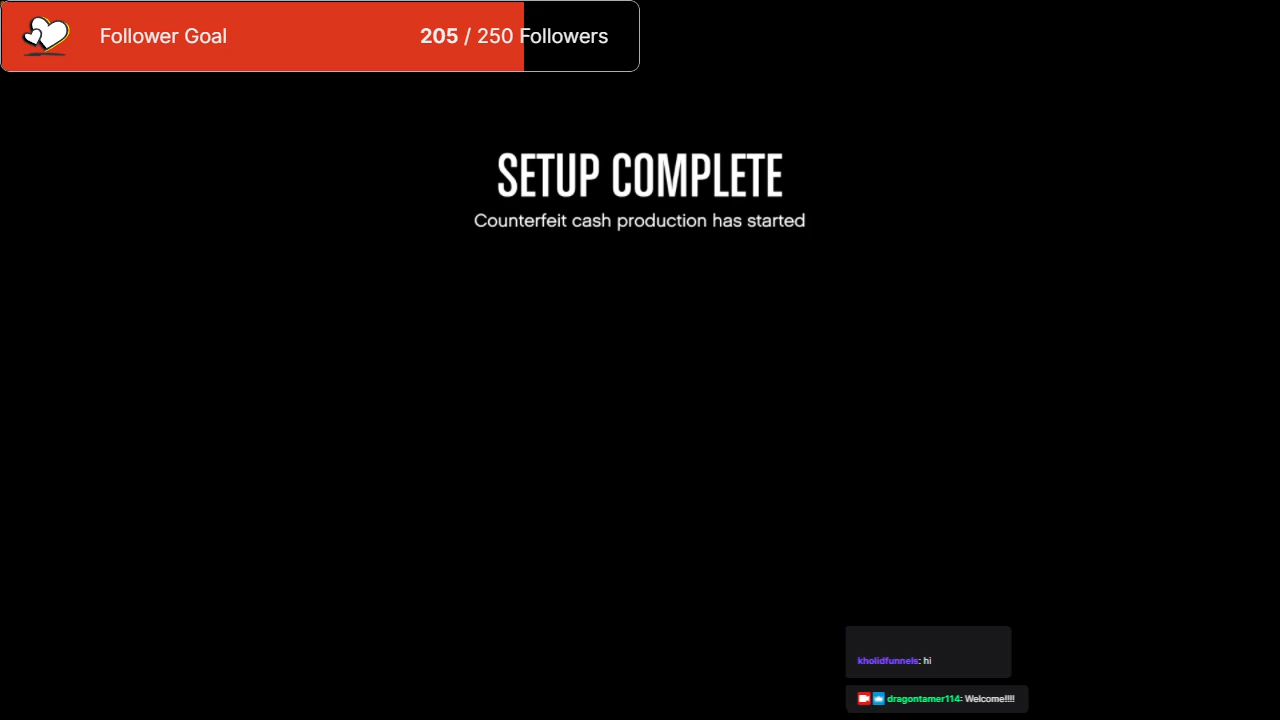 Follower Goal 205 / 250 Followers
SETUP COMPLETE
Counterfeit cash production has started
kholidfunnels: hi
dragontamer114: Welcome!!!!